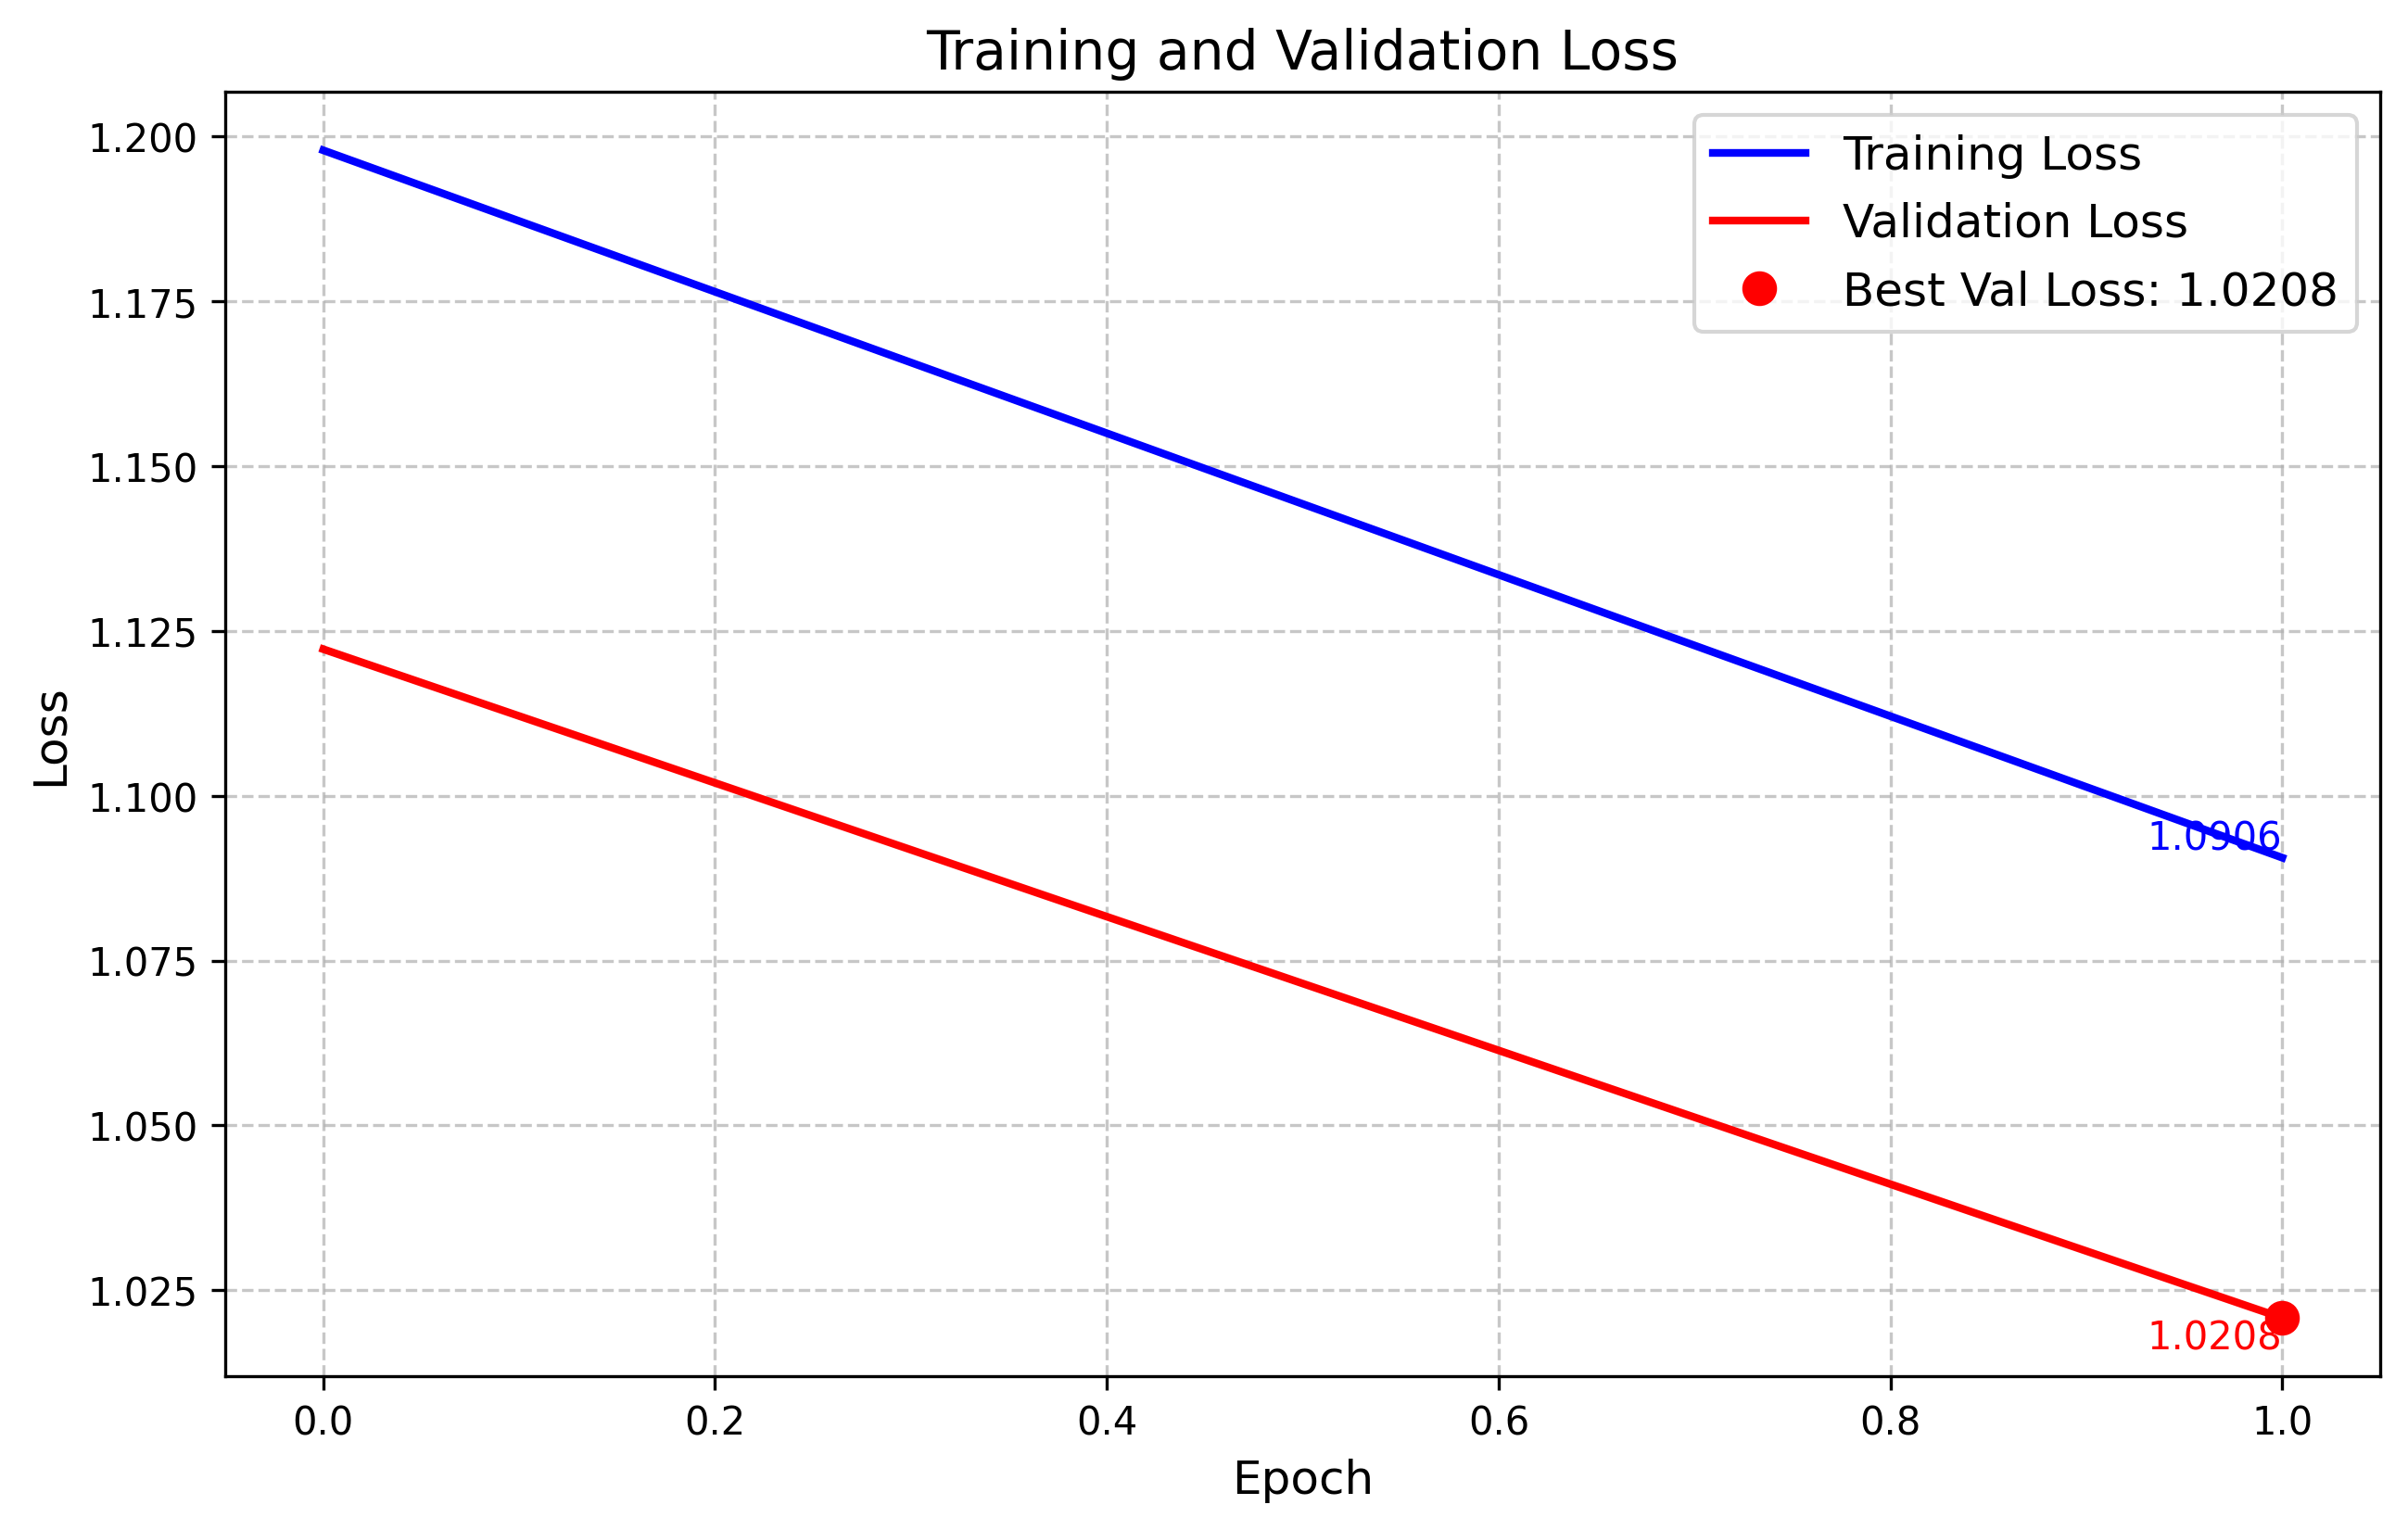 Training and Validation Loss
Training Loss
Validation Loss
Best Val Loss: 1.0208
1.200
1.175
1.150
1.125
1.100
1.075
1.050
1.025
Loss
1.0906
1.0208
0.0 0.2 0.4 0.6 0.8 1.0
Epoch